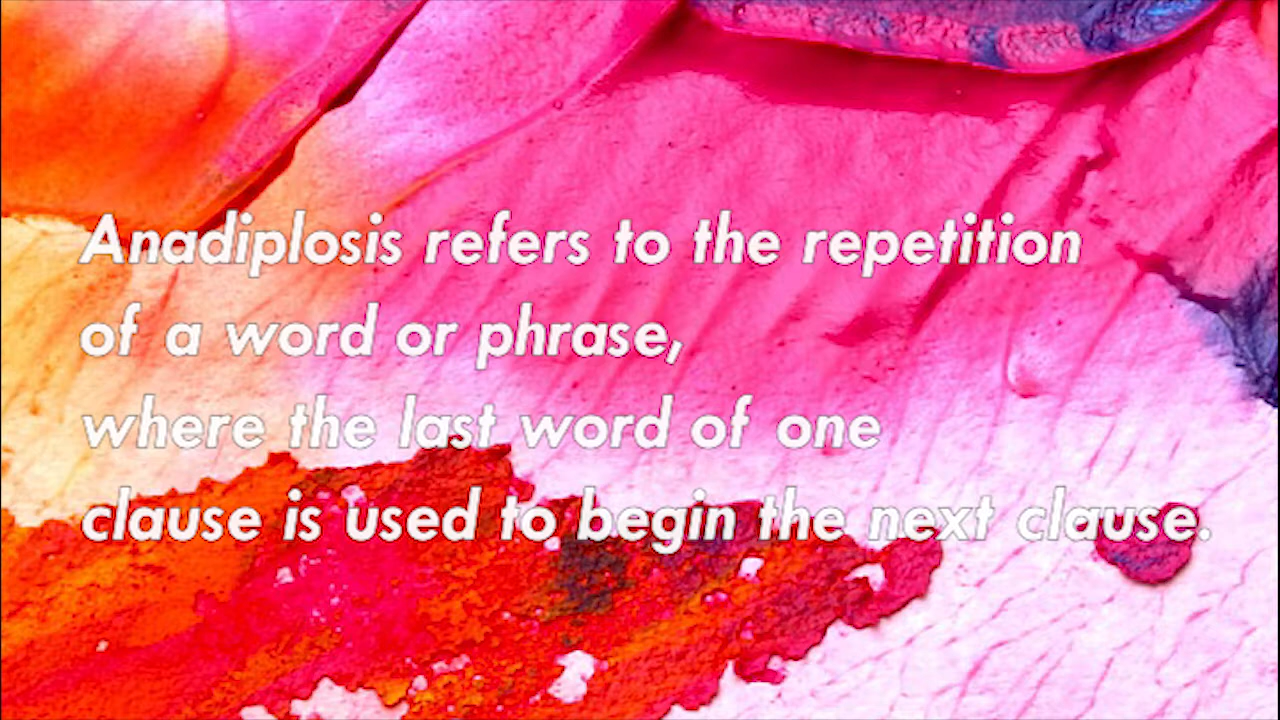 Anadiplosis refers to the repetition
of a word or phrase,
where the last word of one
clause is used to begin the next clause.